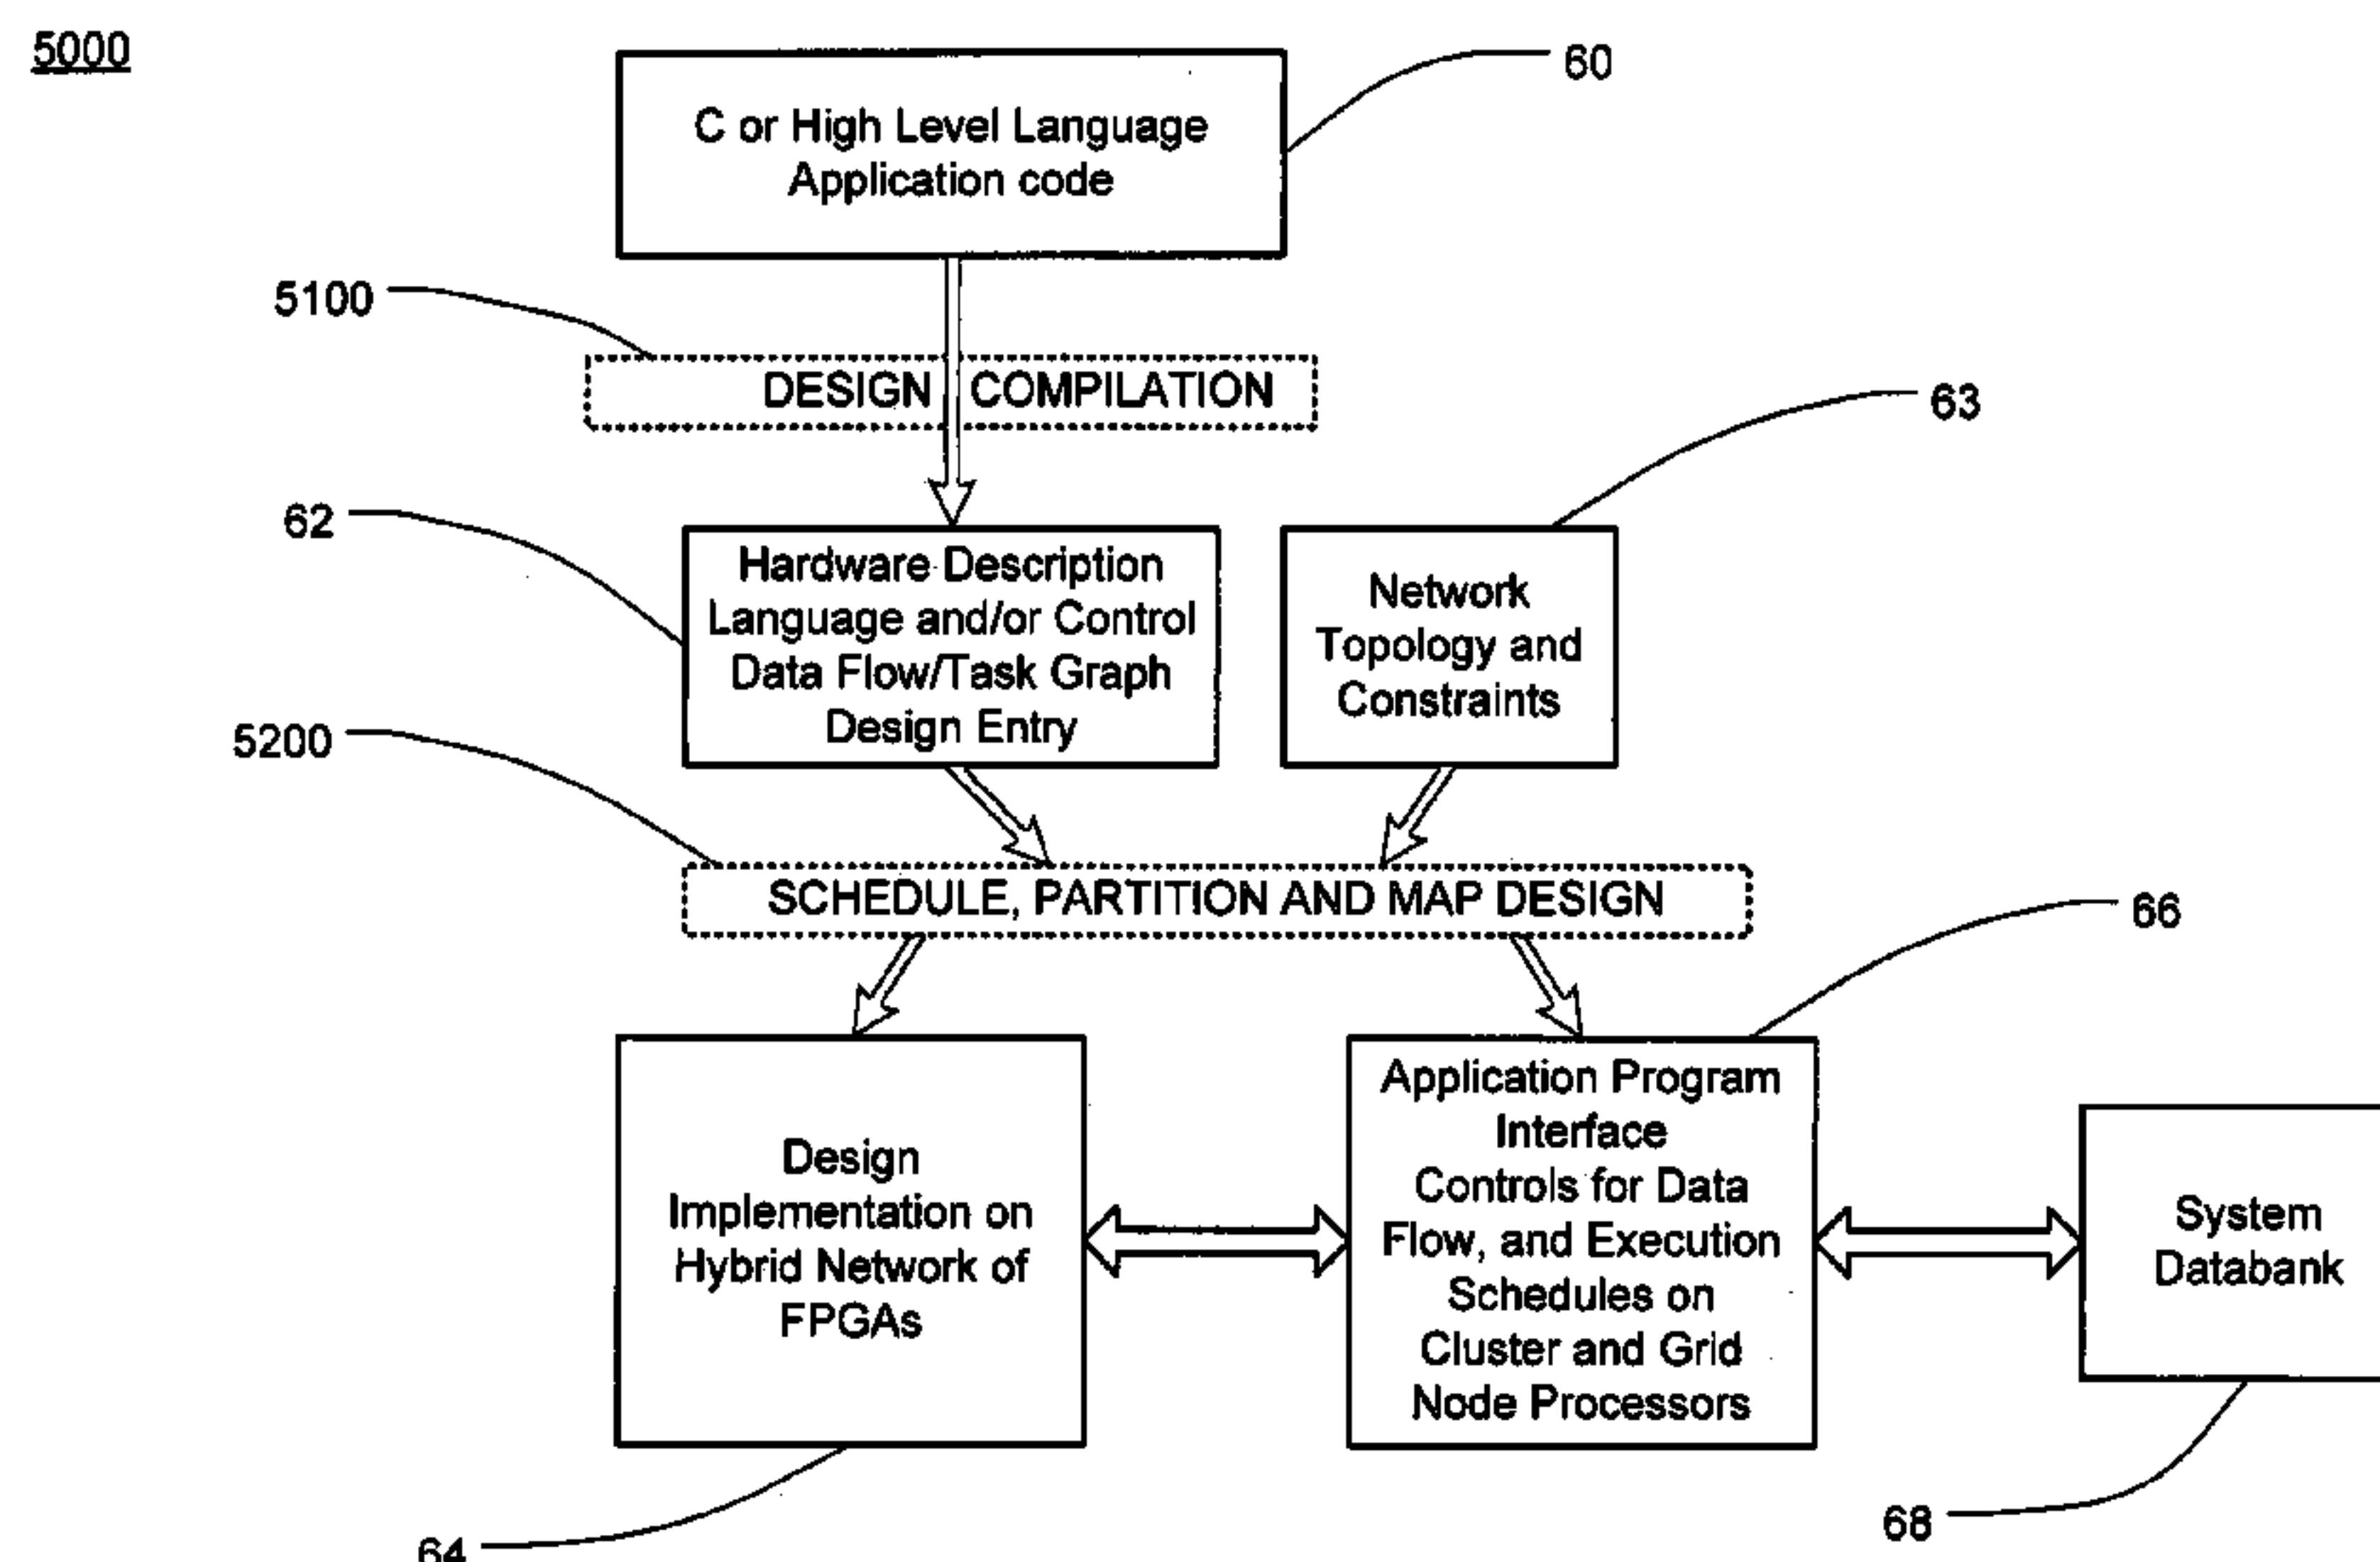 5000
60
C or High Level Language
Application code
5100
DESIGN COMPILATION
63
62
Hardware Description
Language and/or Control
Data Flow/Task Graph
Design Entry
Network
Topology and
Constraints
5200
SCHEDULE, PARTITION AND MAP DESIGN
66
Design
Implementation on
Hybrid Network of
FPGAs
Application Program
Interface
Controls for Data
Flow, and Execution
Schedules on
Cluster and Grid
Node Processors
System
Databank
68
64